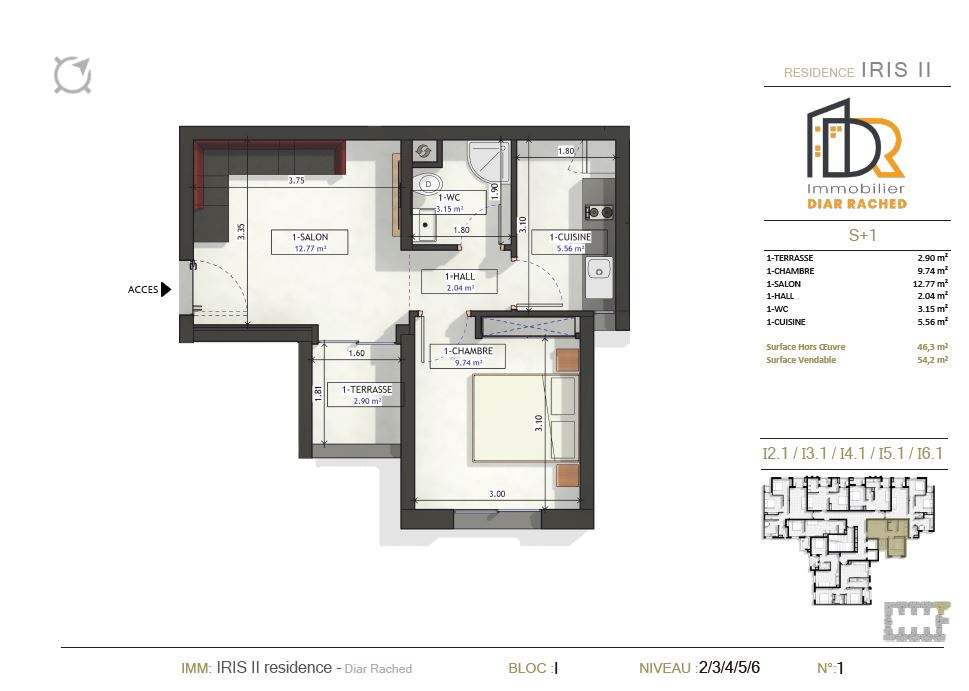 RESIDENCE IRIS II
DR
Immobilier
DIAR RACHED
S+1
1-TERRASSE 2.90 m²
1-CHAMBRE 9.74 m²
1-SALON 12.77 m²
1-HALL 2.04 m²
1-WC 3.15 m²
1-CUISINE 5.56 m²
Surface Hors Œuvre 46,3 m²
Surface Vendable 54,2 m²
I2.1 / I3.1 / I4.1 / I5.1 / I6.1
3.75
3.35
1-SALON
12.77 m²
ACCES
D
1-WC
3.15 m²
1.90
1.80
1.80
3.10
1-CUISINE
5.56 m²
1-HALL
2.04 m²
1-CHAMBRE
9.74 m²
3.10
3.00
1.60
1.81
1-TERRASSE
2.90 m²
IMM: IRIS II residence - Diar Rached
BLOC :I
NIVEAU :2/3/4/5/6
N°:1